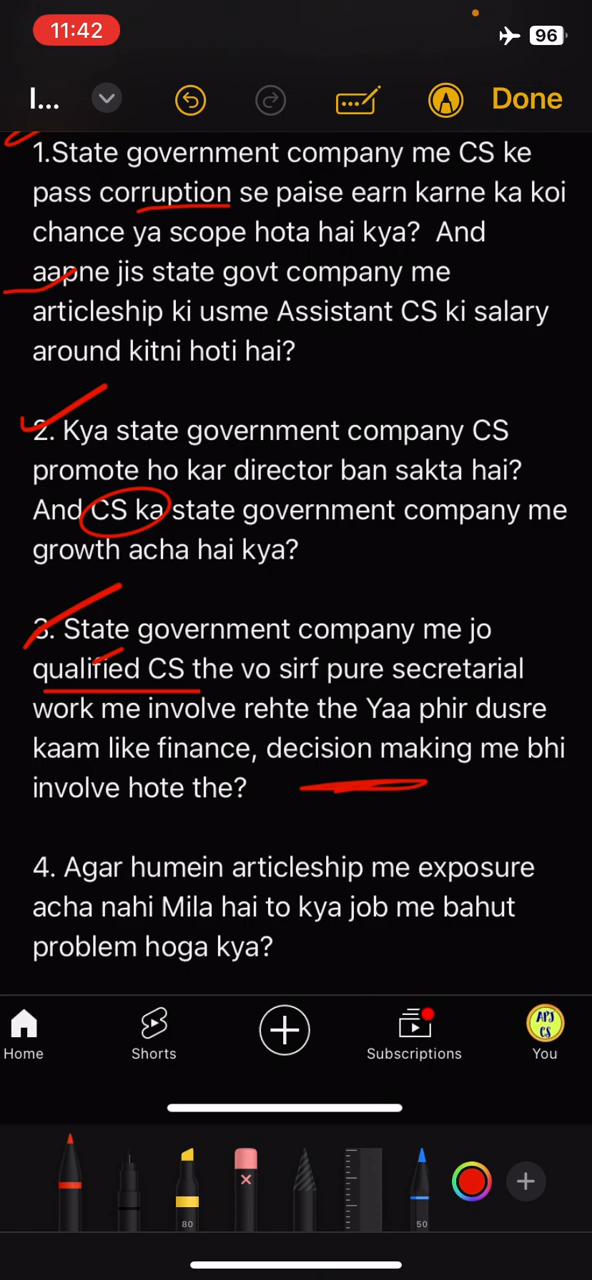 11:42
96
I...
Done
1.State government company me CS ke
pass corruption se paise earn karne ka koi
chance ya scope hota hai kya? And
aapne jis state govt company me
articleship ki usme Assistant CS ki salary
around kitni hoti hai?
2. Kya state government company CS
promote ho kar director ban sakta hai?
And CS ka state government company me
growth acha hai kya?
3. State government company me jo
qualified CS the vo sirf pure secretarial
work me involve rehte the Yaa phir dusre
kaam like finance, decision making me bhi
involve hote the?
4. Agar humein articleship me exposure
acha nahi Mila hai to kya job me bahut
problem hoga kya?
APJ
CS
Home
Shorts
Subscriptions
You
80
50